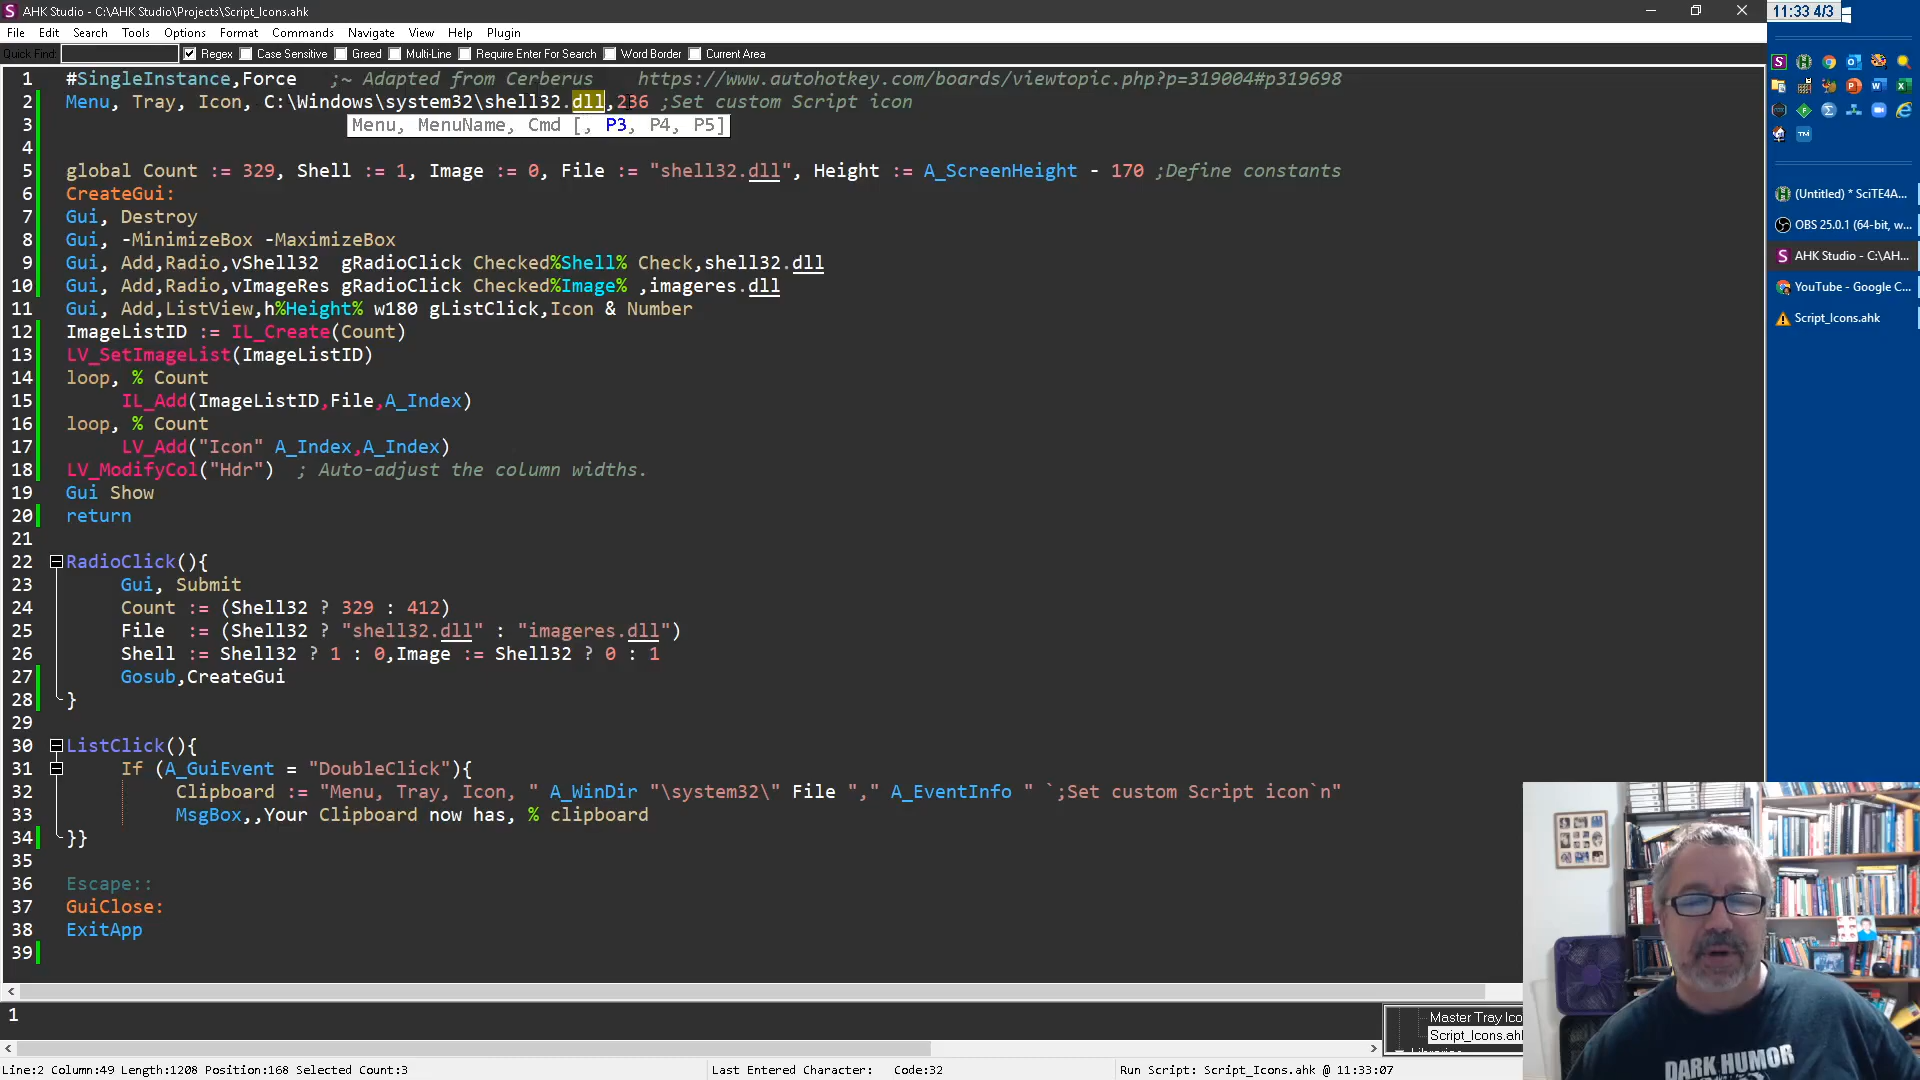 AHK Studio - C:\AHK Studio\Projects\Script_Icons.ahk
11:33 4/3
File Edit Search Tools Options Format Commands Navigate View Help Plugin
Quick Find: Regex Case Sensitive Greed Multi-Line Require Enter For Search Word Border Current Area
1 #SingleInstance,Force ;~ Adapted from Cerberus https://www.autohotkey.com/boards/viewtopic.php?p=319004#p319698
2 Menu, Tray, Icon, C:\Windows\system32\shell32.dll,236 ;Set custom Script icon
3 Menu, MenuName, Cmd [, P3, P4, P5]
4
5 global Count := 329, Shell := 1, Image := 0, File := "shell32.dll", Height := A_ScreenHeight - 170 ;Define constants
6 CreateGui:
7 Gui, Destroy
8 Gui, -MinimizeBox -MaximizeBox
9 Gui, Add,Radio,vShell32 gRadioClick Checked%Shell% Check,shell32.dll
10 Gui, Add,Radio,vImageRes gRadioClick Checked%Image% ,imageres.dll
11 Gui, Add,ListView,h%Height% w180 gListClick,Icon & Number
12 ImageListID := IL_Create(Count)
13 LV_SetImageList(ImageListID)
14 loop, % Count
15 IL_Add(ImageListID,File,A_Index)
16 loop, % Count
17 LV_Add("Icon" A_Index,A_Index)
18 LV_ModifyCol("Hdr") ; Auto-adjust the column widths.
19 Gui Show
20 return
21
22 RadioClick(){
23 Gui, Submit
24 Count := (Shell32 ? 329 : 412)
25 File := (Shell32 ? "shell32.dll" : "imageres.dll")
26 Shell := Shell32 ? 1 : 0,Image := Shell32 ? 0 : 1
27 Gosub,CreateGui
28 }
29
30 ListClick(){
31 If (A_GuiEvent = "DoubleClick"){
32 Clipboard := "Menu, Tray, Icon, " A_WinDir "\system32\" File "," A_EventInfo " `;Set custom Script icon`n"
33 MsgBox,,Your Clipboard now has, % clipboard
34 }}
35
36 Escape::
37 GuiClose:
38 ExitApp
39
(Untitled) * SciTE4A...
OBS 25.0.1 (64-bit, w...
AHK Studio - C:\AH...
YouTube - Google C...
Script_Icons.ahk
1
Master Tray Ico
Script_Icons.ahk
DARK HUMOR
Line:2 Column:49 Length:1208 Position:168 Selected Count:3
Last Entered Character: Code:32
Run Script: Script_Icons.ahk @ 11:33:07